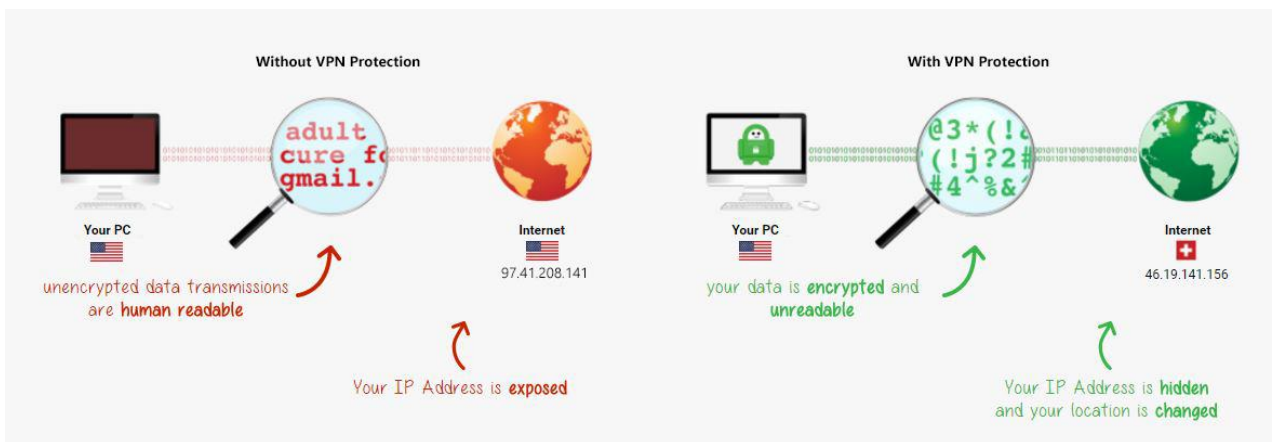 Without VPN Protection
adult
cure fo
gmail.
Your PC
Internet
97.41.208.141
unencrypted data transmissions
are human readable
Your IP Address is exposed
With VPN Protection
@3*(!
(!j?2#
#4^%&
Your PC
Internet
46.19.141.156
your data is encrypted and
unreadable
Your IP Address is hidden
and your location is changed